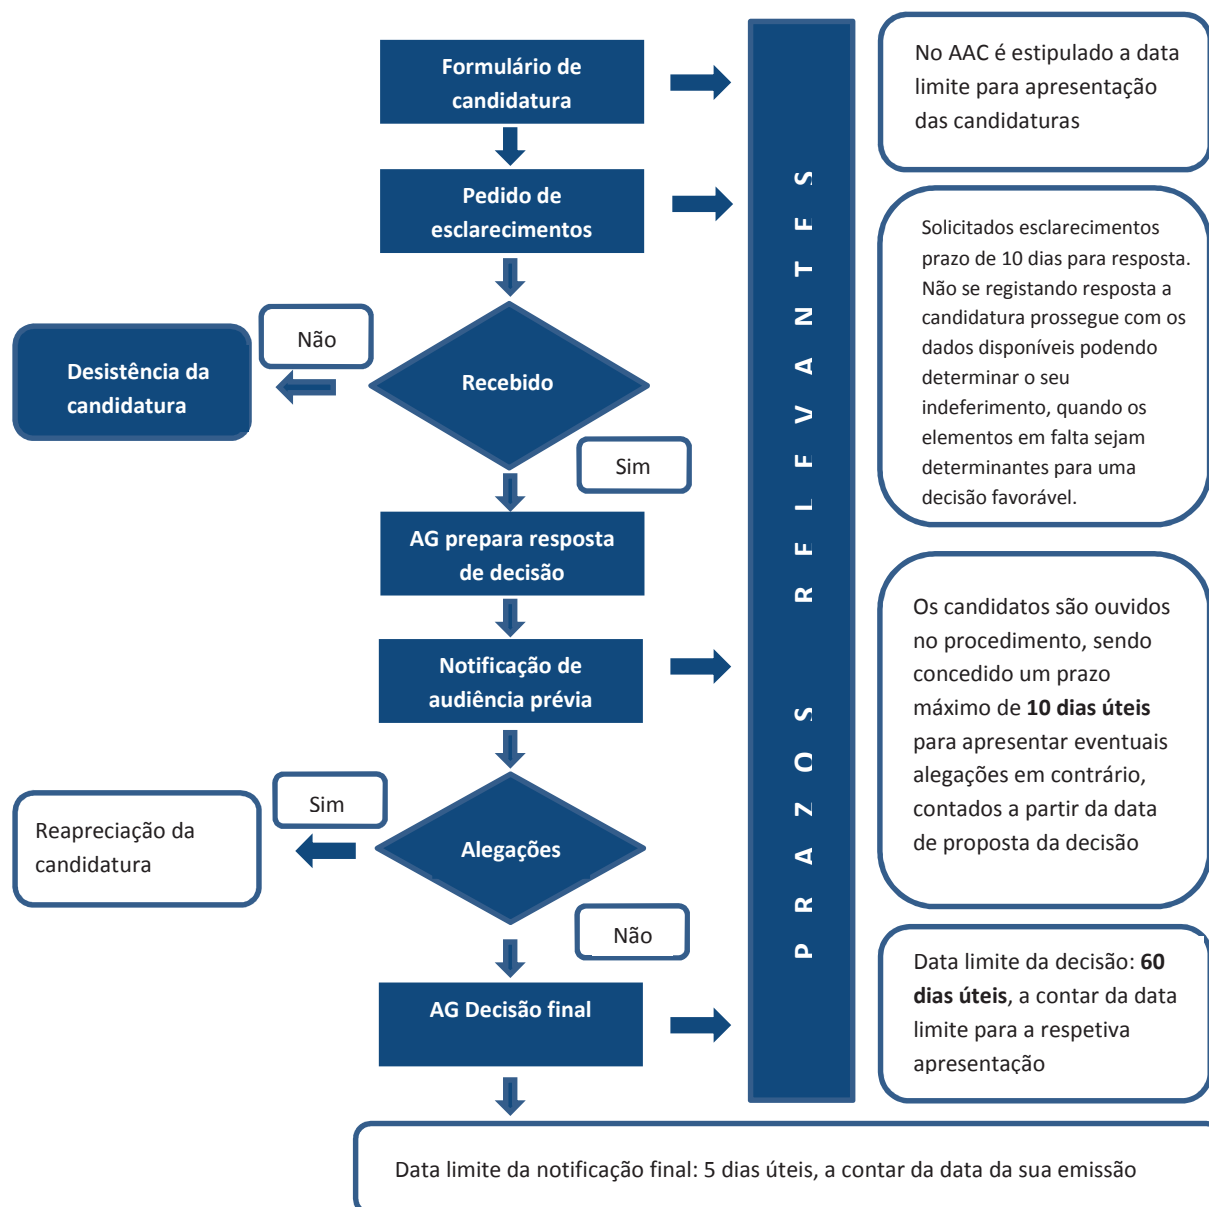 Formulário de
candidatura
No AAC é estipulado a data
limite para apresentação
das candidaturas
Pedido de
esclarecimentos
Solicitados esclarecimentos
prazo de 10 dias para resposta.
Não se registando resposta a
candidatura prossegue com os
dados disponíveis podendo
determinar o seu
indeferimento, quando os
elementos em falta sejam
determinantes para uma
decisão favorável.
Não
Desistência da
candidatura
Recebido
Sim
AG prepara resposta
de decisão
Notificação de
audiência prévia
Os candidatos são ouvidos
no procedimento, sendo
concedido um prazo
máximo de 10 dias úteis
para apresentar eventuais
alegações em contrário,
contados a partir da data
de proposta da decisão
Sim
Reapreciação da
candidatura
Alegações
Não
AG Decisão final
Data limite da decisão: 60
dias úteis, a contar da data
limite para a respetiva
apresentação
PRAZOS RELEVANTES
Data limite da notificação final: 5 dias úteis, a contar da data da sua emissão